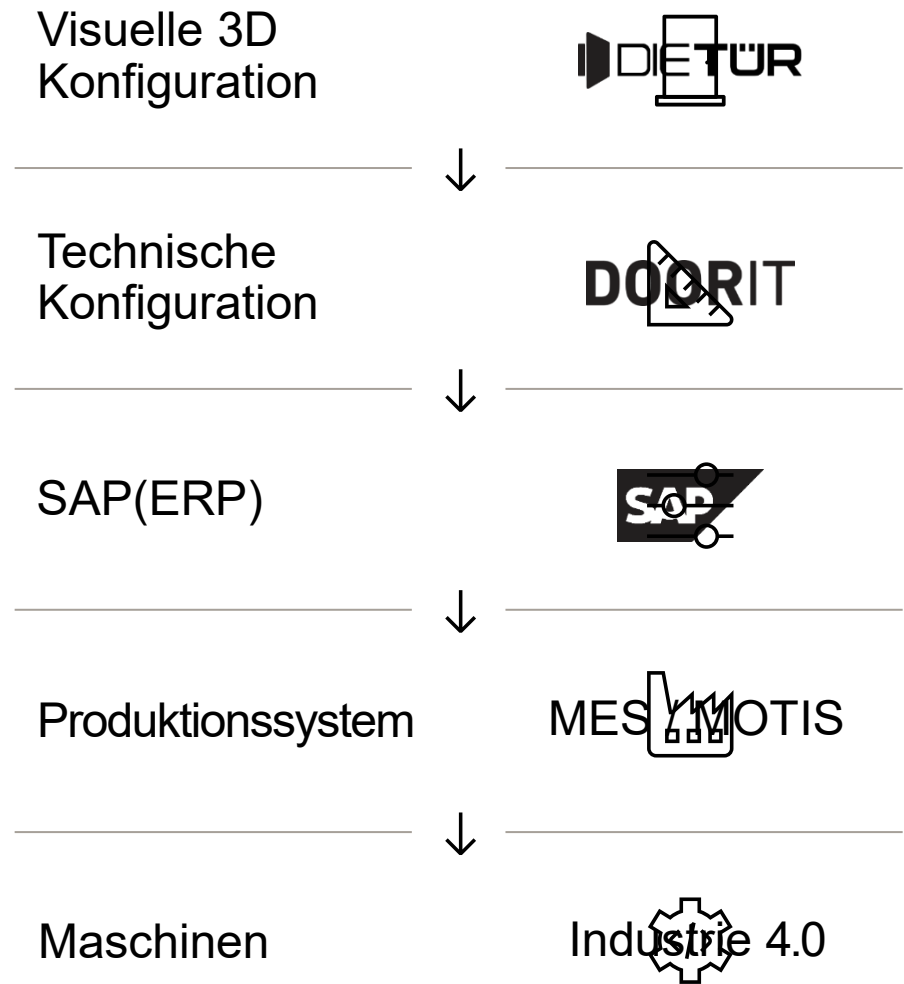 Visuelle 3D
Konfiguration
DIETÜR
Technische
Konfiguration
DOORIT
SAP(ERP)
SAP
Produktionssystem
MES / MOTIS
Maschinen
Industrie 4.0